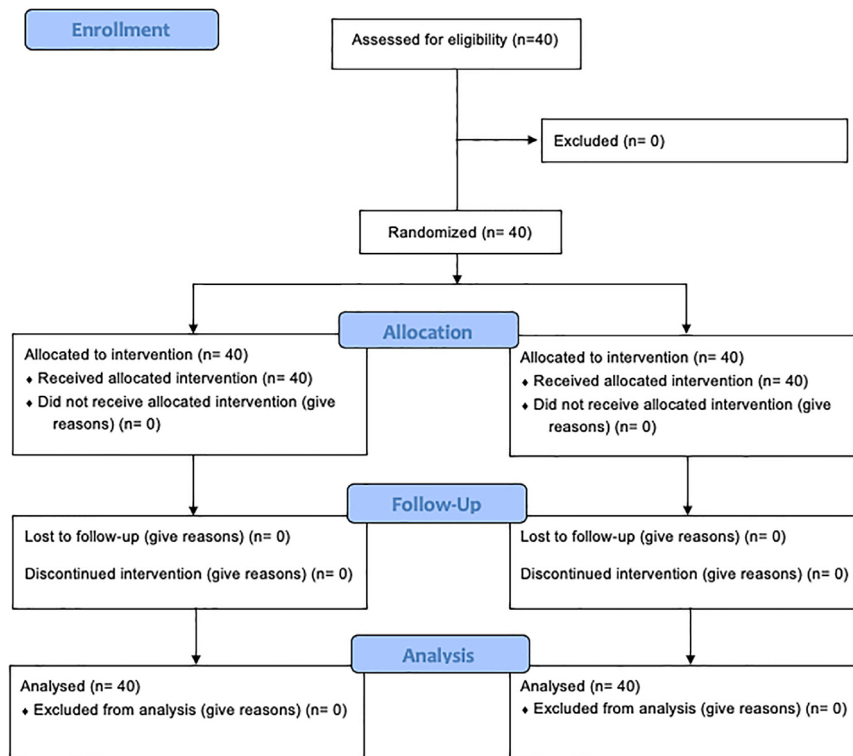 Enrollment
Assessed for eligibility (n=40)
Excluded (n= 0)
Randomized (n= 40)
Allocation
Allocated to intervention (n= 40)
♦ Received allocated intervention (n= 40)
♦ Did not receive allocated intervention (give
reasons) (n= 0)
Allocated to intervention (n= 40)
♦ Received allocated intervention (n= 40)
♦ Did not receive allocated intervention (give
reasons) (n= 0)
Follow-Up
Lost to follow-up (give reasons) (n= 0)
Discontinued intervention (give reasons) (n= 0)
Lost to follow-up (give reasons) (n= 0)
Discontinued intervention (give reasons) (n= 0)
Analysis
Analysed (n= 40)
♦ Excluded from analysis (give reasons) (n= 0)
Analysed (n= 40)
♦ Excluded from analysis (give reasons) (n= 0)